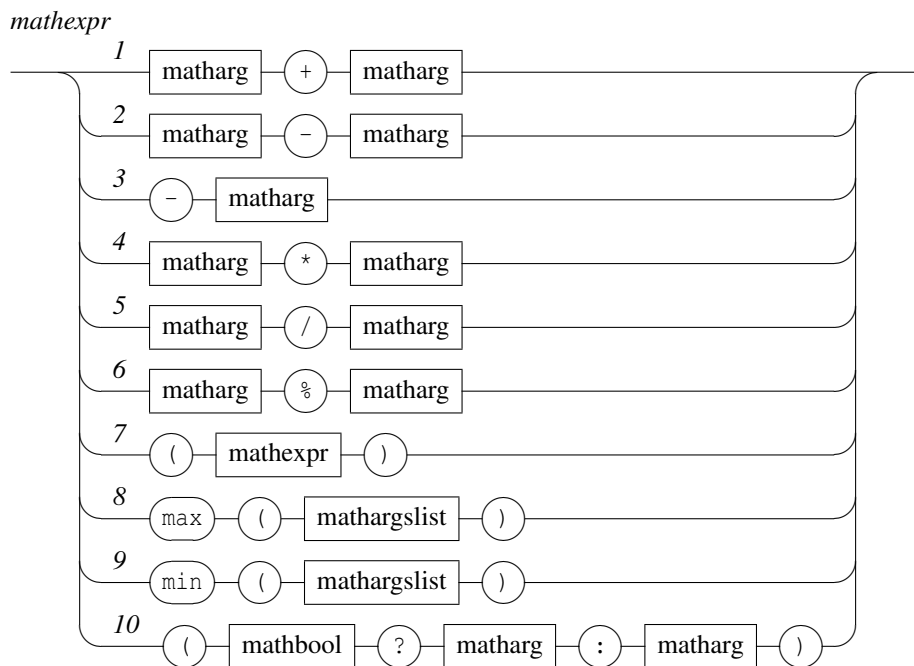 mathexpr
1 matharg + matharg
2 matharg - matharg
3 - matharg
4 matharg * matharg
5 matharg / matharg
6 matharg % matharg
7 ( mathexpr )
8 max ( mathargslist )
9 min ( mathargslist )
10 ( mathbool ? matharg : matharg )